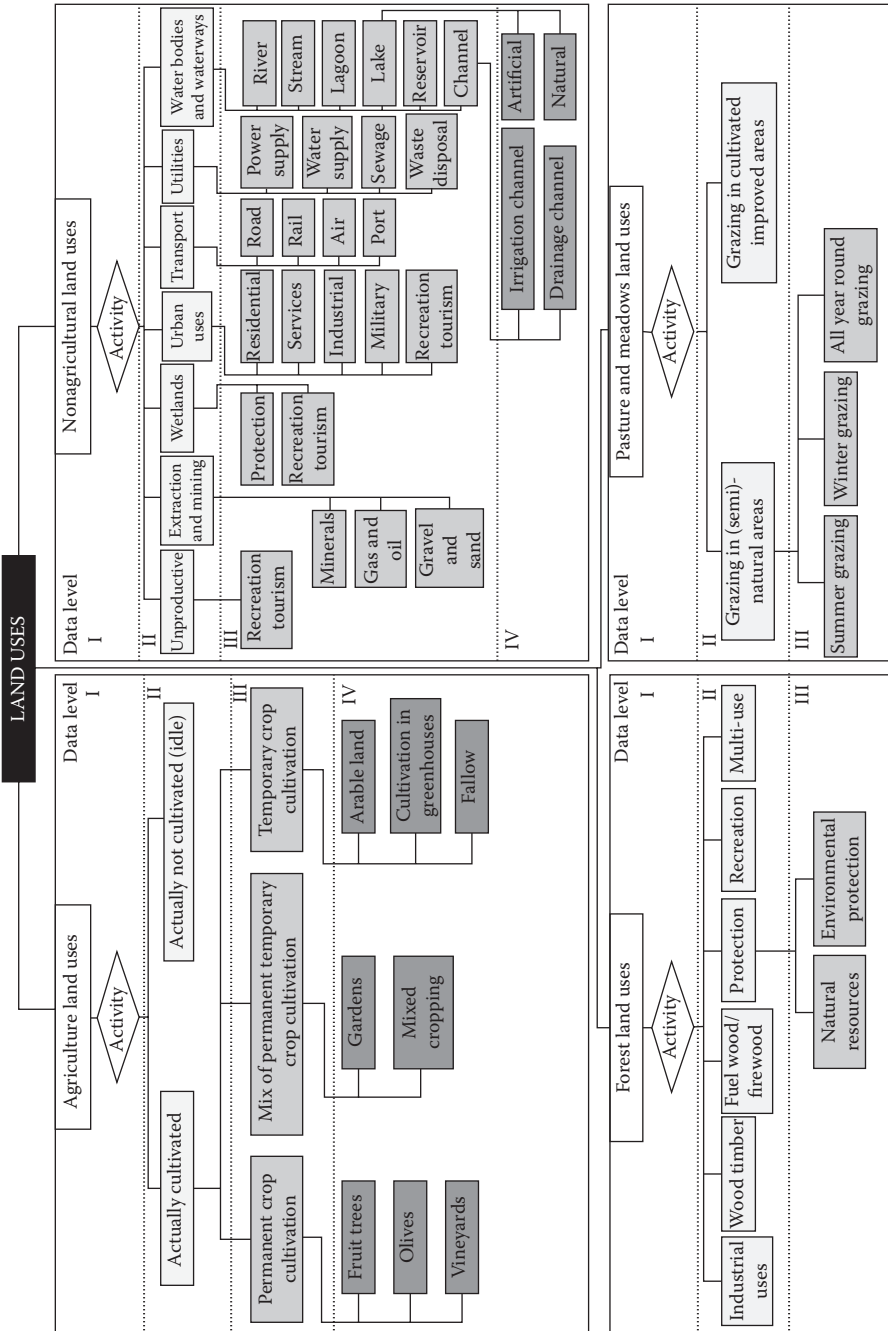 LAND USES
Agriculture land uses
Data level
I
Activity
II
Actually cultivated
Actually not cultivated (idle)
III
Permanent crop
cultivation
Mix of permanent temporary
crop cultivation
Temporary crop
cultivation
IV
Fruit trees
Olives
Vineyards
Gardens
Mixed
cropping
Arable land
Cultivation in
greenhouses
Fallow
Nonagricultural land uses
Data level
I
Activity
II
Unproductive
Extraction
and mining
Wetlands
Urban
uses
Transport
Utilities
Water bodies
and waterways
III
Recreation
tourism
Minerals
Gas and
oil
Gravel
and
sand
Protection
Recreation
tourism
Residential
Services
Industrial
Military
Recreation
tourism
Road
Rail
Air
Port
Power
supply
Water
supply
Sewage
Waste
disposal
River
Stream
Lagoon
Lake
Reservoir
Channel
IV
Irrigation channel
Drainage channel
Artificial
Natural
Forest land uses
Data level
I
Activity
II
Industrial
uses
Wood timber
Fuel wood/
firewood
Protection
Recreation
Multi-use
III
Natural
resources
Environmental
protection
Pasture and meadows land uses
Data level
I
Activity
II
Grazing in (semi)-
natural areas
Grazing in cultivated
improved areas
III
Summer grazing
Winter grazing
All year round
grazing